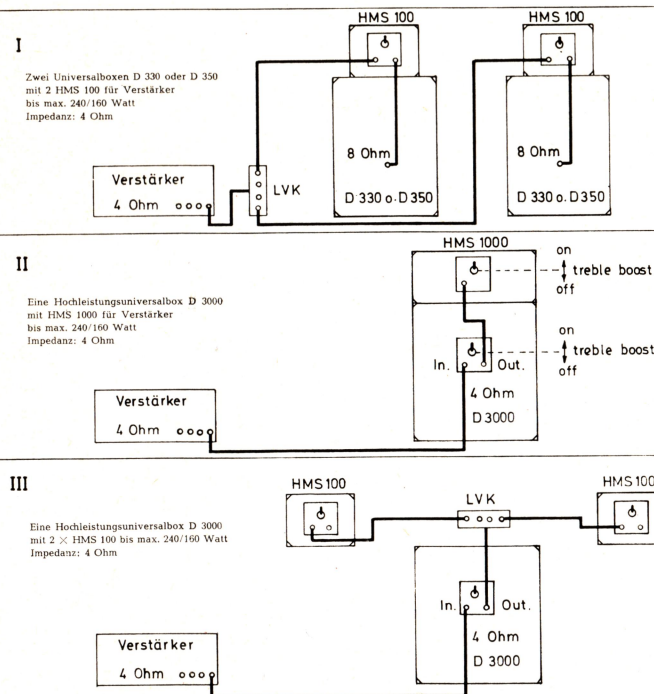 I
Zwei Universalboxen D 330 oder D 350
mit 2 HMS 100 für Verstärker
bis max. 240/160 Watt
Impedanz: 4 Ohm
HMS 100
HMS 100
8 Ohm
8 Ohm
Verstärker
4 Ohm
LVK
D 330 o. D 350
D 330 o. D 350
II
Eine Hochleistungsuniversalbox D 3000
mit HMS 1000 für Verstärker
bis max. 240/160 Watt
Impedanz: 4 Ohm
HMS 1000
on
treble boost
off
on
treble boost
off
In.
Out.
4 Ohm
D 3000
Verstärker
4 Ohm
III
Eine Hochleistungsuniversalbox D 3000
mit 2 × HMS 100 bis max. 240/160 Watt
Impedanz: 4 Ohm
HMS 100
LVK
HMS 100
In.
Out.
4 Ohm
D 3000
Verstärker
4 Ohm